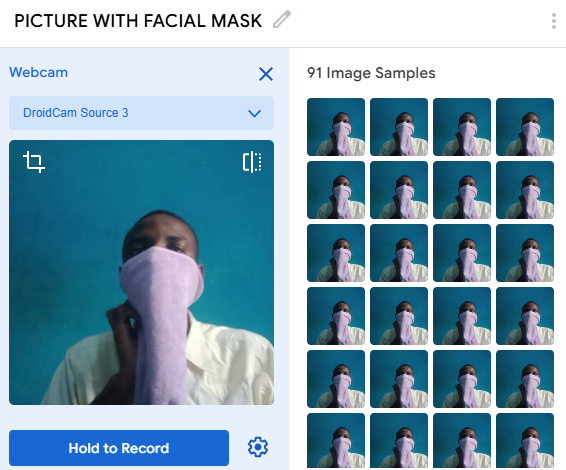 PICTURE WITH FACIAL MASK
Webcam
DroidCam Source 3
Hold to Record
91 Image Samples